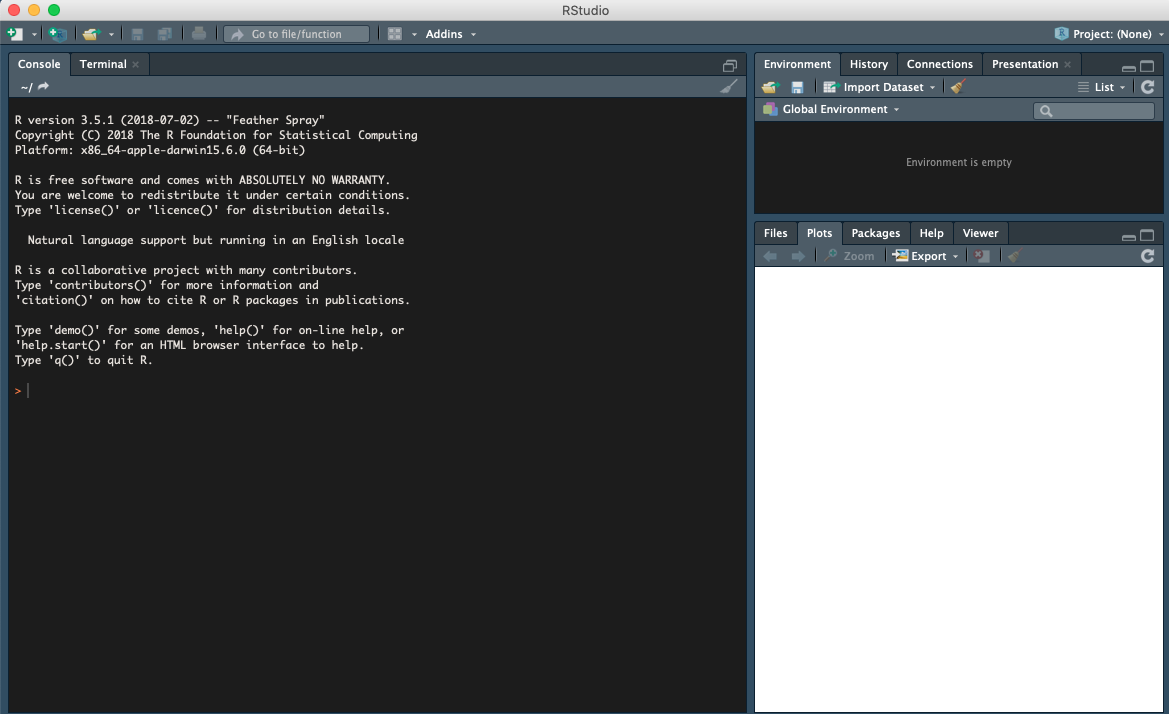 RStudio
Go to file/function
Addins
Project: (None)
Console Terminal
~/
R version 3.5.1 (2018-07-02) -- "Feather Spray"
Copyright (C) 2018 The R Foundation for Statistical Computing
Platform: x86_64-apple-darwin15.6.0 (64-bit)
R is free software and comes with ABSOLUTELY NO WARRANTY.
You are welcome to redistribute it under certain conditions.
Type 'license()' or 'licence()' for distribution details.
Natural language support but running in an English locale
R is a collaborative project with many contributors.
Type 'contributors()' for more information and
'citation()' on how to cite R or R packages in publications.
Type 'demo()' for some demos, 'help()' for on-line help, or
'help.start()' for an HTML browser interface to help.
Type 'q()' to quit R.
>
Environment History Connections Presentation
Import Dataset List
Global Environment
Environment is empty
Files Plots Packages Help Viewer
Zoom Export